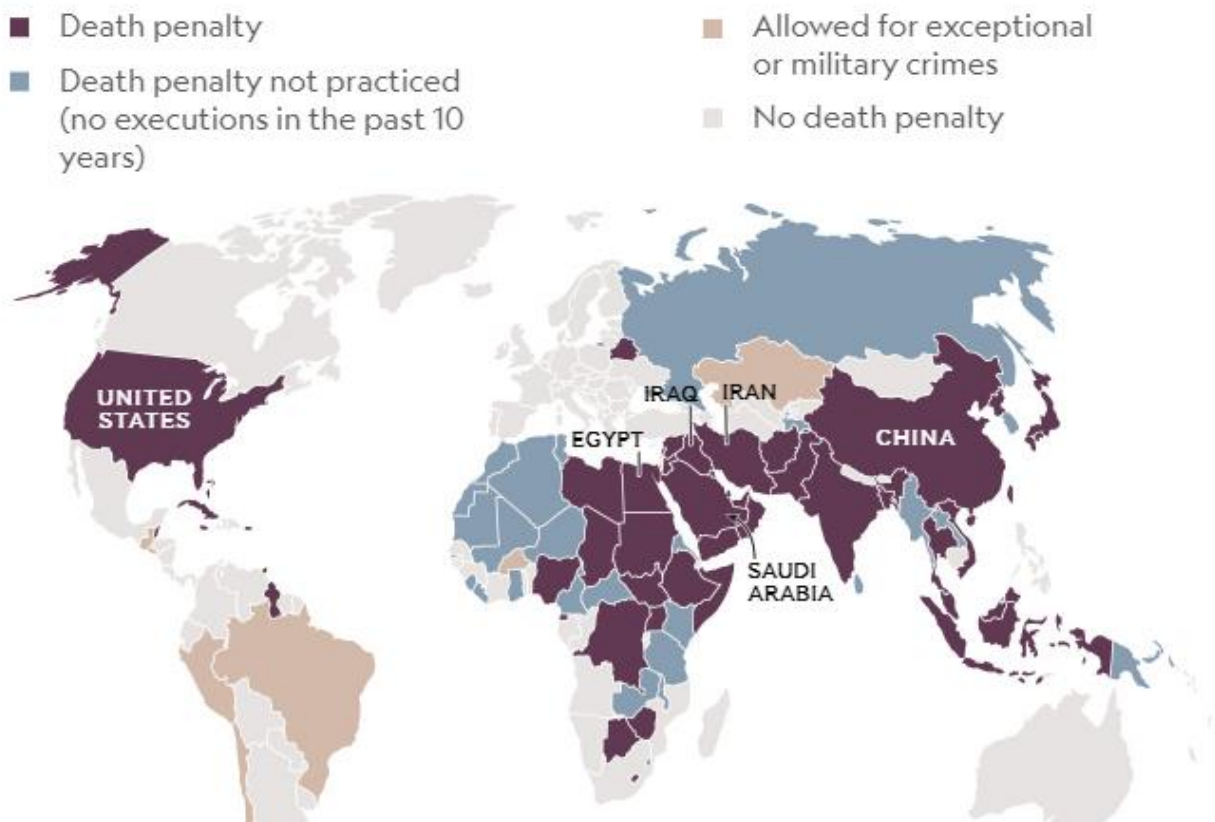 Death penalty
Death penalty not practiced
(no executions in the past 10
years)
Allowed for exceptional
or military crimes
No death penalty
UNITED
STATES
IRAQ
IRAN
EGYPT
CHINA
SAUDI
ARABIA